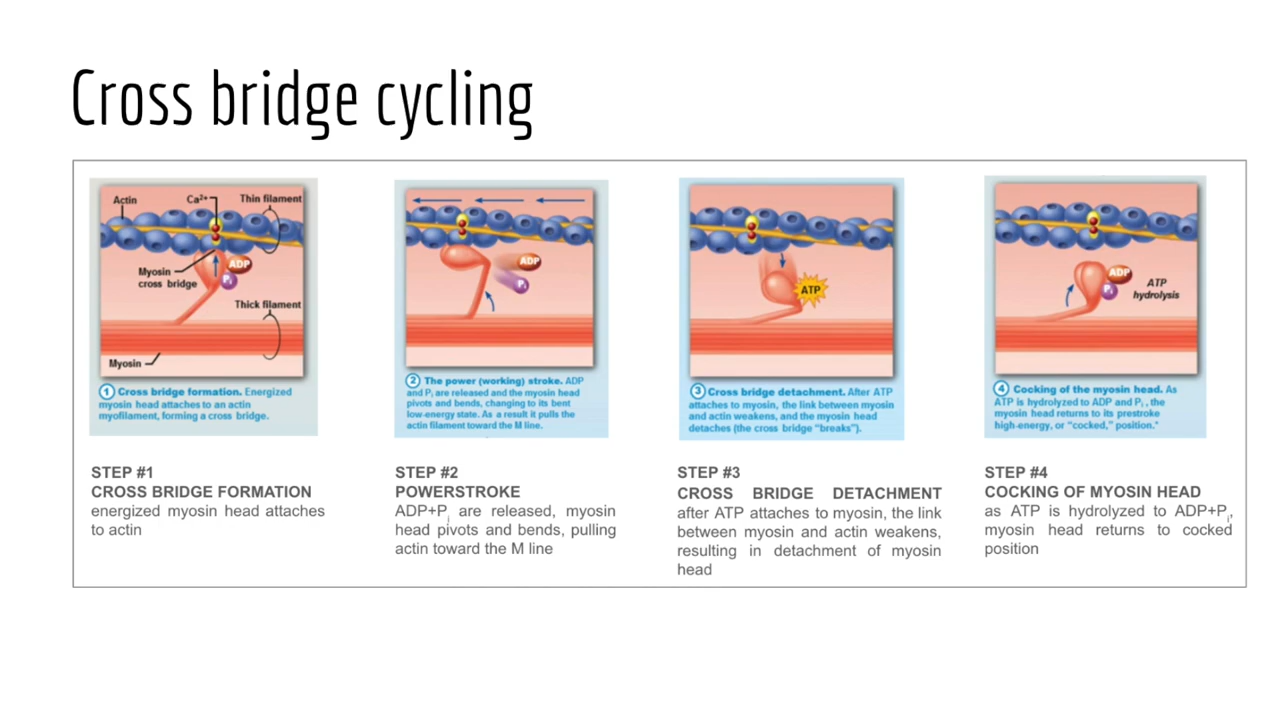 Cross bridge cycling
Actin
Ca²⁺
Thin filament
Myosin
cross bridge
ADP
Pi
Thick filament
Myosin
1 Cross bridge formation. Energized
myosin head attaches to an actin
myofilament, forming a cross bridge.
ADP
Pi
2 The power (working) stroke. ADP
and Pi are released and the myosin head
pivots and bends, changing to its bent
low-energy state. As a result it pulls the
actin filament toward the M line.
ATP
3 Cross bridge detachment. After ATP
attaches to myosin, the link between myosin
and actin weakens, and the myosin head
detaches (the cross bridge “breaks”).
ADP
Pi
ATP
hydrolysis
4 Cocking of the myosin head. As
ATP is hydrolyzed to ADP and Pi, the
myosin head returns to its prestroke
high-energy, or “cocked,” position.*
STEP #1
CROSS BRIDGE FORMATION
energized myosin head attaches
to actin
STEP #2
POWERSTROKE
ADP+Pi are released, myosin
head pivots and bends, pulling
actin toward the M line
STEP #3
CROSS BRIDGE DETACHMENT
after ATP attaches to myosin, the link
between myosin and actin weakens,
resulting in detachment of myosin
head
STEP #4
COCKING OF MYOSIN HEAD
as ATP is hydrolyzed to ADP+Pi,
myosin head returns to cocked
position